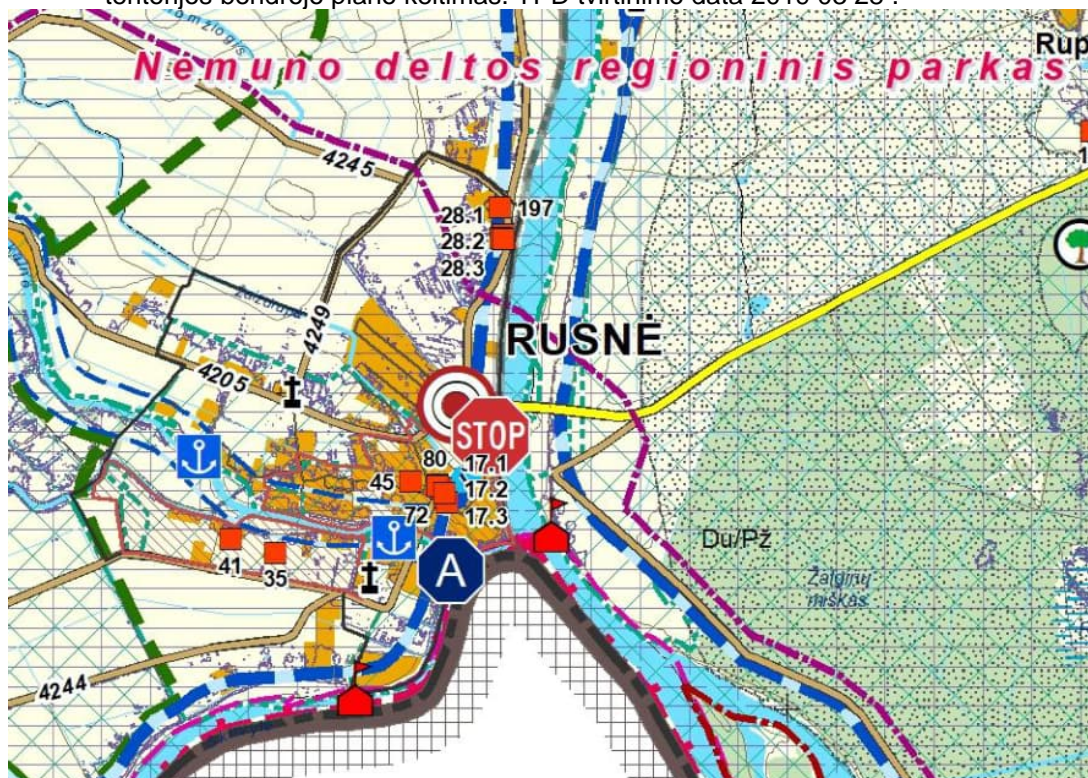 Nemuno deltos regioninis parkas
Rup
4245
28.1
197
28.2
28.3
4249
RUSNĖ
4205
STOP
80
17.1
45
17.2
72
17.3
41
35
A
Du/Pž
Žalgirių
miškas
4244